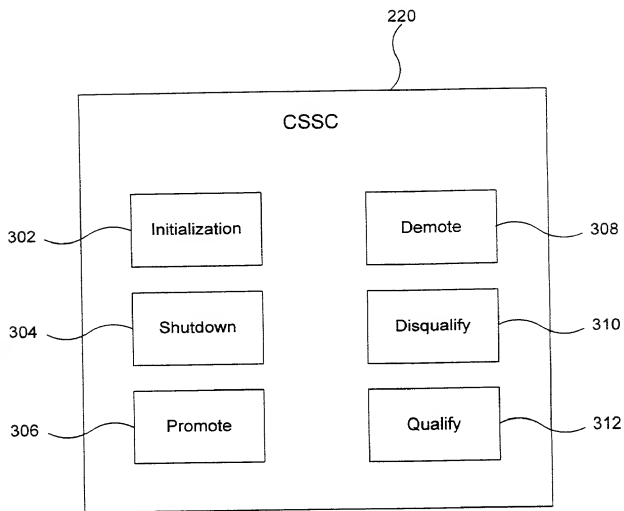 220
CSSC
302
Initialization
Demote
308
304
Shutdown
Disqualify
310
306
Promote
Qualify
312